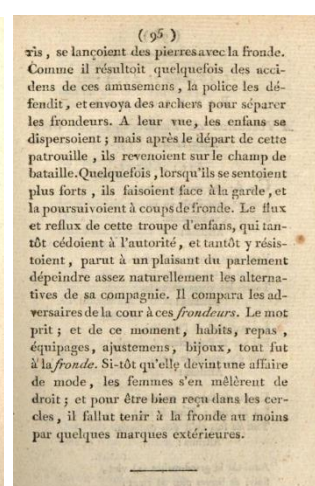 ( 95 )
ris , se lançoient des pierres avec la fronde.
Comme il résultoit quelquefois des acci-
dens de ces amusemens , la police les dé-
fendit , et envoya des archers pour séparer
les frondeurs. A leur vue , les enfans se
dispersoient ; mais après le départ de cette
patrouille , ils revenoient sur le champ de
bataille. Quelquefois , lorsqu'ils se sentoient
plus forts , ils faisoient face à la garde , et
la poursuivoient à coups de fronde. Le flux
et reflux de cette troupe d'enfans, qui tan-
tôt cédoient à l'autorité , et tantôt y résis-
toient , parut à un plaisant du parlement
dépeindre assez naturellement les alterna-
tives de sa compagnie. Il compara les ad-
versaires de la cour à ces frondeurs. Le mot
prit ; et de ce moment , habits, repas ,
équipages , ajustemens , bijoux , tout fut
à la fronde. Si-tôt qu'elle devint une affaire
de mode , les femmes s'en mêlèrent de
droit ; et pour être bien reçu dans les cer-
cles , il fallut tenir à la fronde au moins
par quelques marques extérieures.